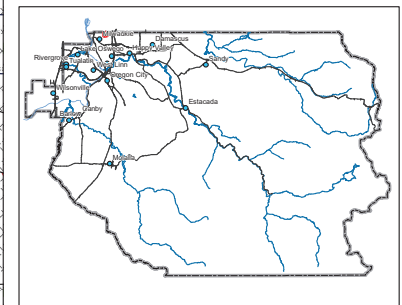 Milwaukie
Damascus
Lake Oswego
Happy Valley
Rivergrove
Tualatin
West Linn
Sandy
Oregon City
Wilsonville
Estacada
Canby
Barlow
Molalla